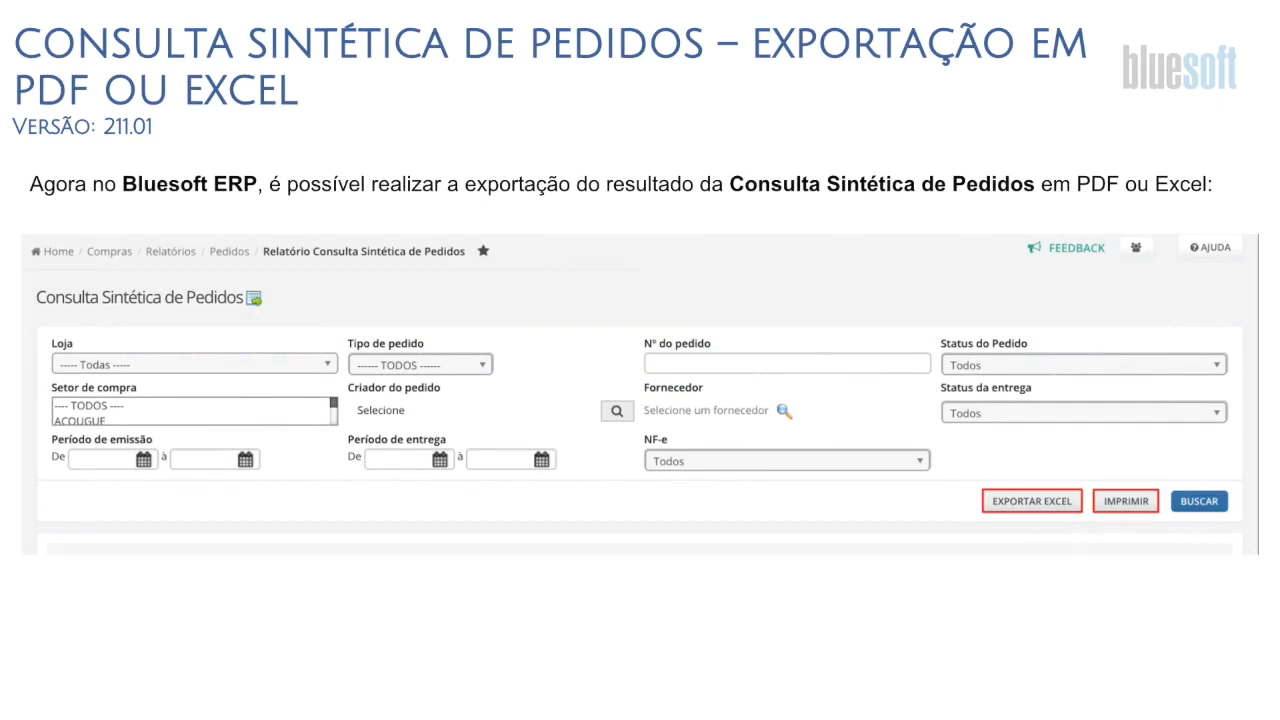 CONSULTA SINTÉTICA DE PEDIDOS – EXPORTAÇÃO EM
PDF OU EXCEL
VERSÃO: 211.01
bluesoft
Agora no Bluesoft ERP, é possível realizar a exportação do resultado da Consulta Sintética de Pedidos em PDF ou Excel:
Home / Compras / Relatórios / Pedidos / Relatório Consulta Sintética de Pedidos
FEEDBACK
AJUDA
Consulta Sintética de Pedidos
Loja
Tipo de pedido
Nº do pedido
Status do Pedido
----- Todas -----
------ TODOS ------
Todos
Setor de compra
Criador do pedido
Fornecedor
Status da entrega
---- TODOS ----
AÇOUGUE
Selecione
Selecione um fornecedor
Todos
Período de emissão
Período de entrega
NF-e
De à
De à
Todos
EXPORTAR EXCEL
IMPRIMIR
BUSCAR